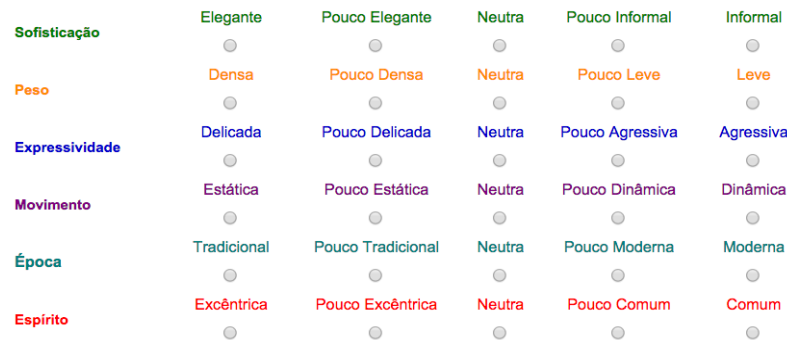 Elegante Pouco Elegante Neutra Pouco Informal Informal
Sofisticação
Densa Pouco Densa Neutra Pouco Leve Leve
Peso
Delicada Pouco Delicada Neutra Pouco Agressiva Agressiva
Expressividade
Estática Pouco Estática Neutra Pouco Dinâmica Dinâmica
Movimento
Tradicional Pouco Tradicional Neutra Pouco Moderna Moderna
Época
Excêntrica Pouco Excêntrica Neutra Pouco Comum Comum
Espírito